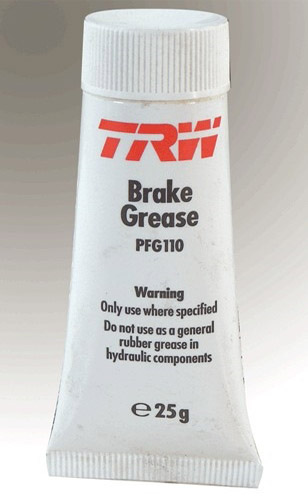 TRW
Brake
Grease
PFG110
Warning
Only use where specified
Do not use as a general
rubber grease in
hydraulic components
℮25g